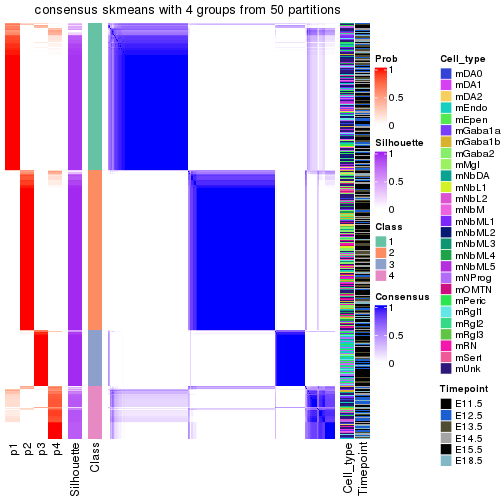 consensus skmeans with 4 groups from 50 partitions
p1
p2
p3
p4
Silhouette
Class
Cell_type
Timepoint
Prob
1
0.5
0
Silhouette
1
0.5
0
Class
1
2
3
4
Consensus
1
0.5
0
Cell_type
mDA0
mDA1
mDA2
mEndo
mEpen
mGaba1a
mGaba1b
mGaba2
mMgl
mNbDA
mNbL1
mNbL2
mNbM
mNbML1
mNbML2
mNbML3
mNbML4
mNbML5
mNProg
mOMTN
mPeric
mRgl1
mRgl2
mRgl3
mRN
mSert
mUnk
Timepoint
E11.5
E12.5
E13.5
E14.5
E15.5
E18.5